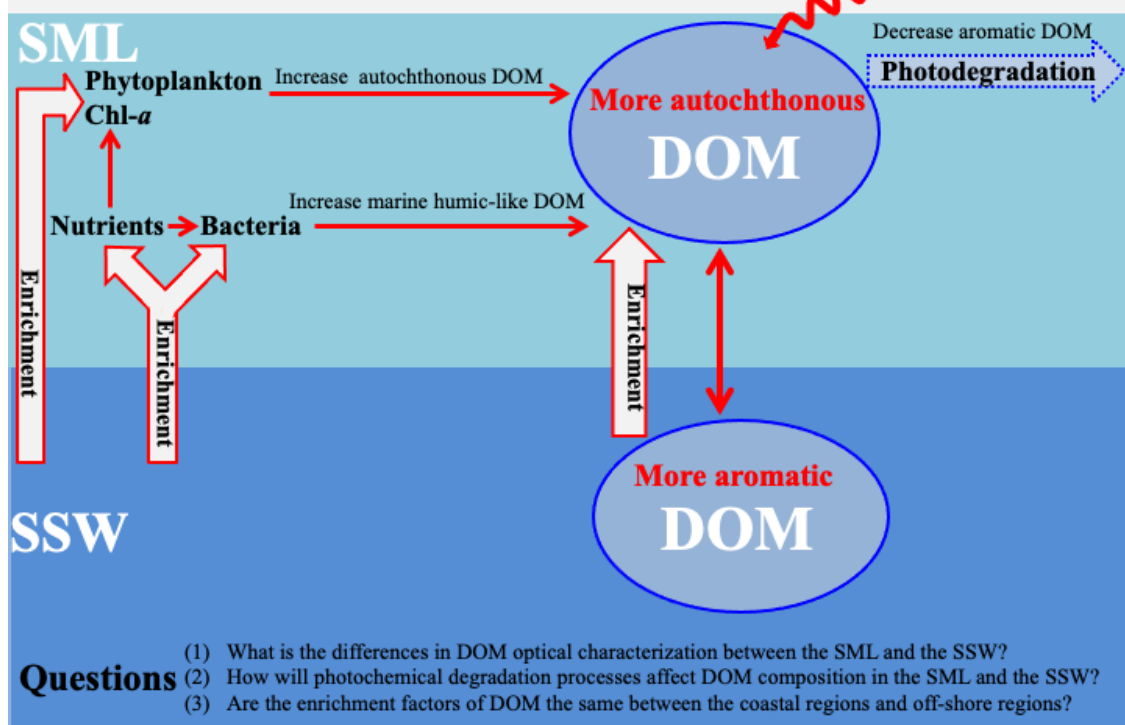 SML
Decrease aromatic DOM
Photodegradation
Phytoplankton
Chl-a
Increase autochthonous DOM
More autochthonous
DOM
Increase marine humic-like DOM
Nutrients
Bacteria
Enrichment
Enrichment
Enrichment
More aromatic
DOM
SSW
Questions
(1) What is the differences in DOM optical characterization between the SML and the SSW?
(2) How will photochemical degradation processes affect DOM composition in the SML and the SSW?
(3) Are the enrichment factors of DOM the same between the coastal regions and off-shore regions?